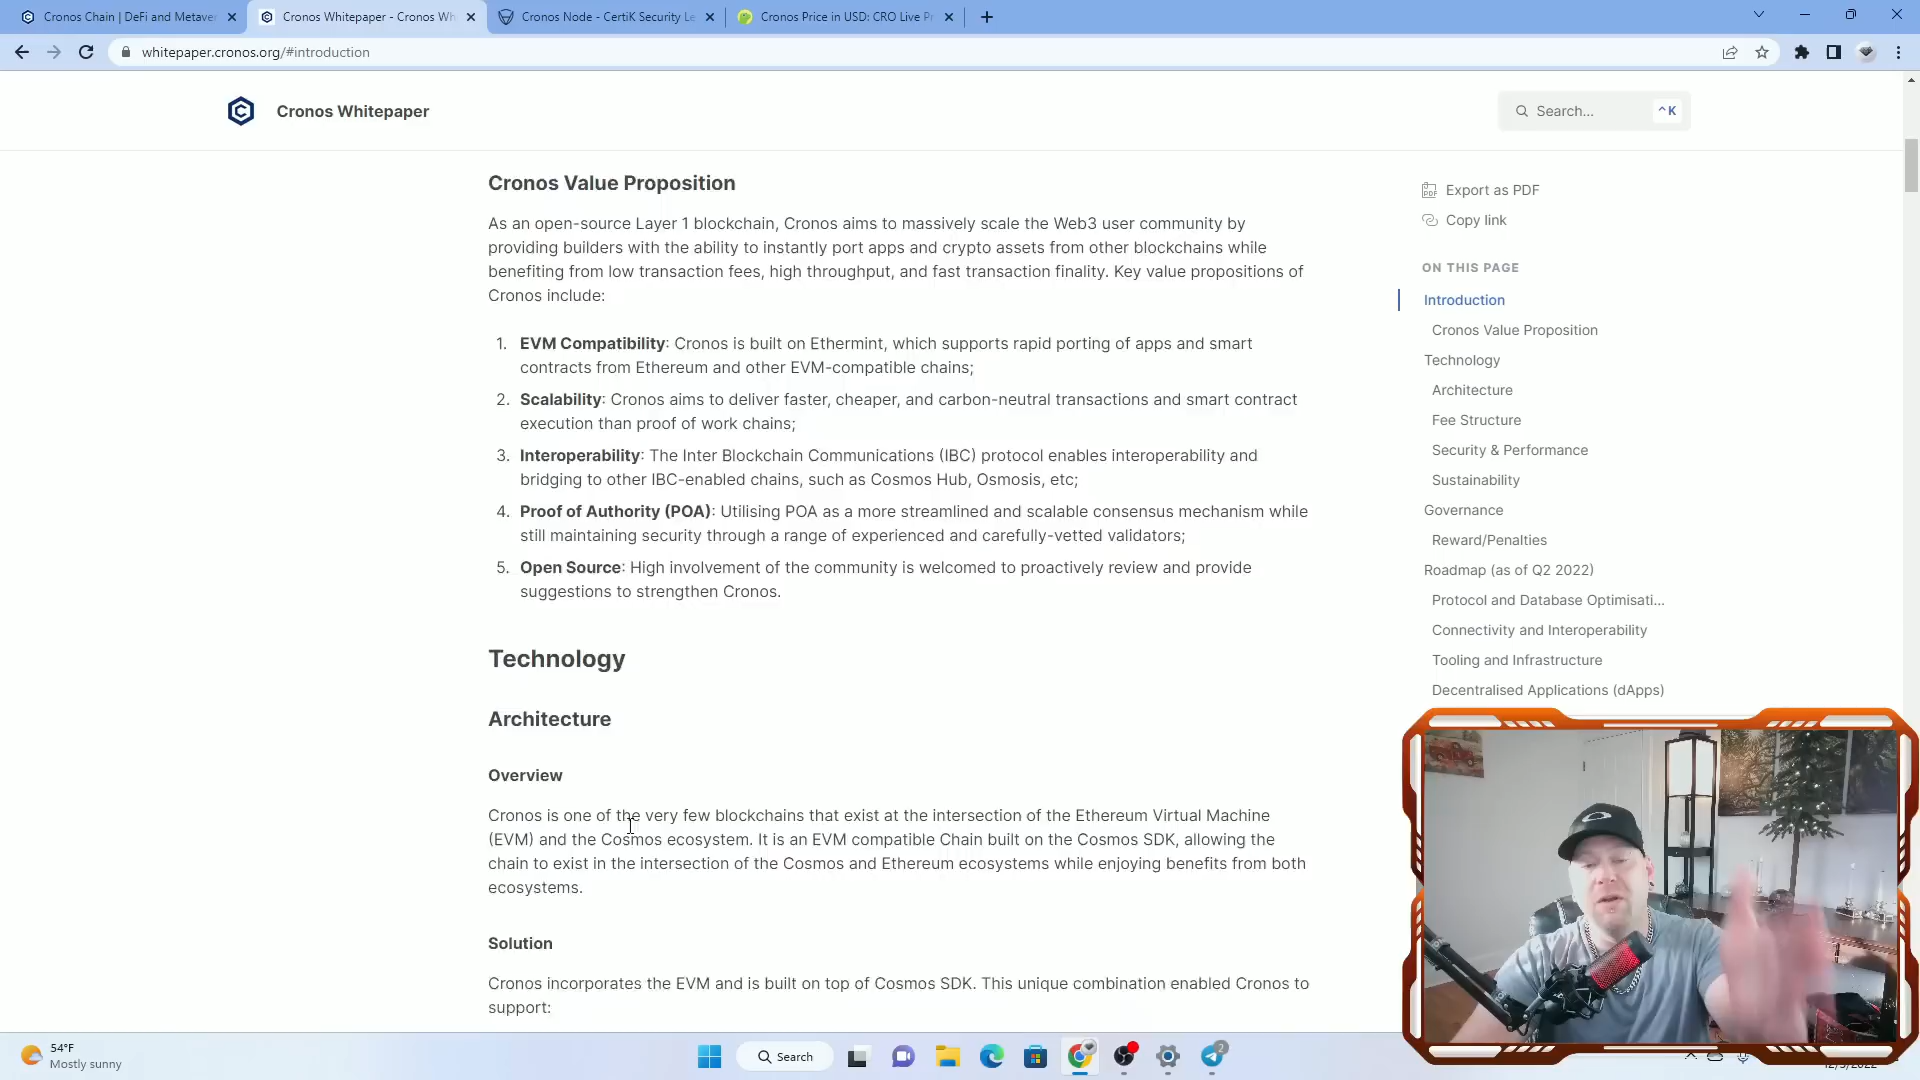 Cronos Chain | DeFi and Metaver
Cronos Whitepaper - Cronos Wh
Cronos Node - CertiK Security Le
Cronos Price in USD: CRO Live Pr
whitepaper.cronos.org/#introduction
Cronos Whitepaper
Search...
^K
Cronos Value Proposition
As an open-source Layer 1 blockchain, Cronos aims to massively scale the Web3 user community by
providing builders with the ability to instantly port apps and crypto assets from other blockchains while
benefiting from low transaction fees, high throughput, and fast transaction finality. Key value propositions of
Cronos include:
1. EVM Compatibility: Cronos is built on Ethermint, which supports rapid porting of apps and smart
contracts from Ethereum and other EVM-compatible chains;
2. Scalability: Cronos aims to deliver faster, cheaper, and carbon-neutral transactions and smart contract
execution than proof of work chains;
3. Interoperability: The Inter Blockchain Communications (IBC) protocol enables interoperability and
bridging to other IBC-enabled chains, such as Cosmos Hub, Osmosis, etc;
4. Proof of Authority (POA): Utilising POA as a more streamlined and scalable consensus mechanism while
still maintaining security through a range of experienced and carefully-vetted validators;
5. Open Source: High involvement of the community is welcomed to proactively review and provide
suggestions to strengthen Cronos.
Technology
Architecture
Overview
Cronos is one of the very few blockchains that exist at the intersection of the Ethereum Virtual Machine
(EVM) and the Cosmos ecosystem. It is an EVM compatible Chain built on the Cosmos SDK, allowing the
chain to exist in the intersection of the Cosmos and Ethereum ecosystems while enjoying benefits from both
ecosystems.
Solution
Cronos incorporates the EVM and is built on top of Cosmos SDK. This unique combination enabled Cronos to
support:
Export as PDF
Copy link
ON THIS PAGE
Introduction
Cronos Value Proposition
Technology
Architecture
Fee Structure
Security & Performance
Sustainability
Governance
Reward/Penalties
Roadmap (as of Q2 2022)
Protocol and Database Optimisati...
Connectivity and Interoperability
Tooling and Infrastructure
Decentralised Applications (dApps)
54°F
Mostly sunny
Search
2